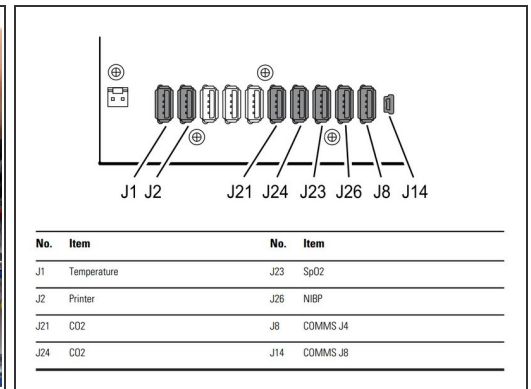 J1 J2 J21 J24 J23 J26 J8 J14
No. Item No. Item
J1 Temperature J23 SpO2
J2 Printer J26 NIBP
J21 CO2 J8 COMMS J4
J24 CO2 J14 COMMS J8